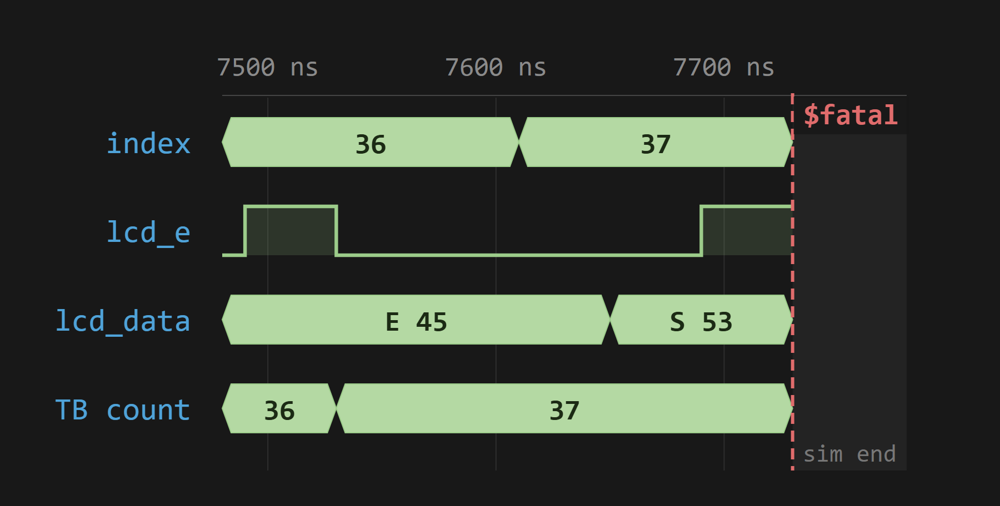 7500 ns 7600 ns 7700 ns
$fatal
index 36 37
lcd_e
lcd_data E 45 S 53
TB count 36 37
sim end